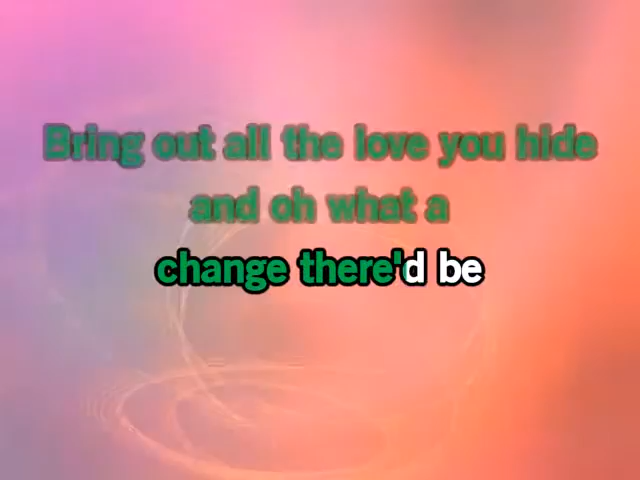 Bring out all the love you hide
and oh what a
change there'd be